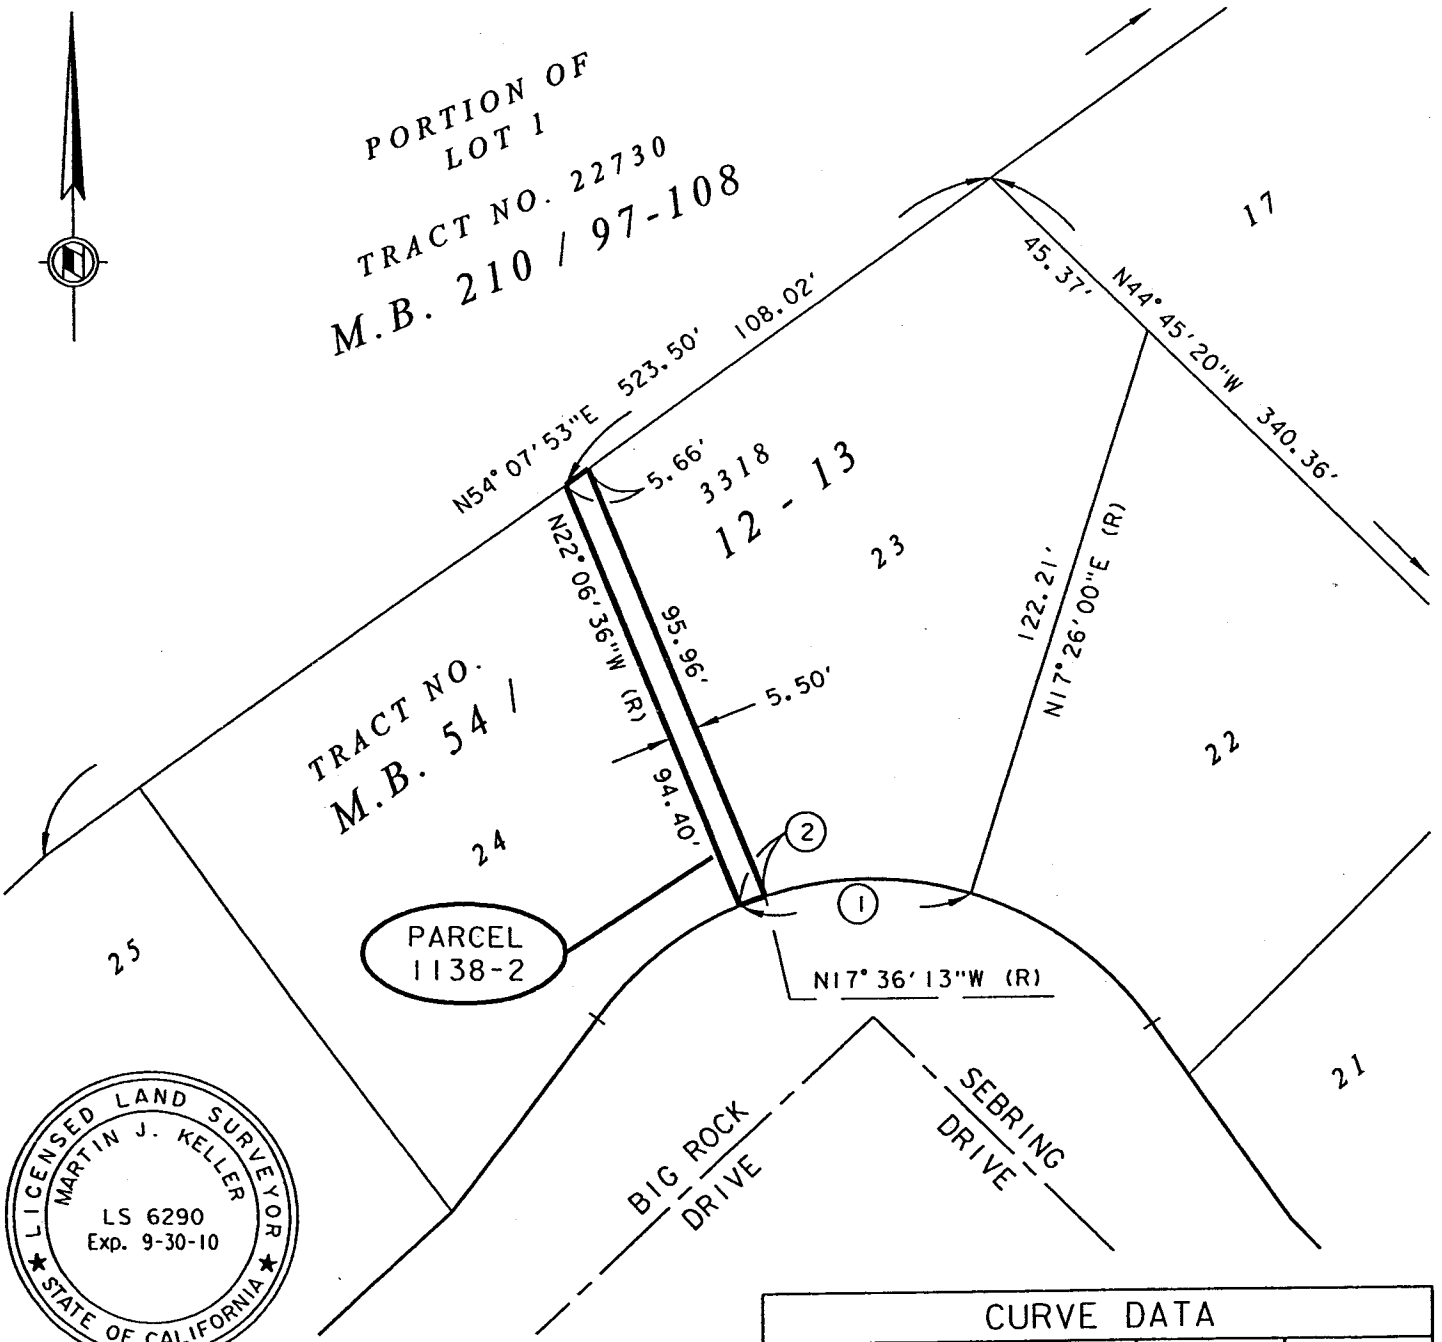 PORTION OF
LOT 1
TRACT NO. 22730
M.B. 210 / 97-108
17
45.37'
N44°45'20"W 340.36'
N54°07'53"E 523.50' 108.02'
5.66'
3318
12 - 13
23
N22°06'36"W (R)
94.40'
95.96'
5.50'
122.21'
N17°26'00"E (R)
TRACT NO.
M.B. 54 /
22
24
2
1
PARCEL
1138-2
25
N17°36'13"W (R)
21
BIG ROCK
DRIVE
SEBRING
DRIVE
LICENSED LAND SURVEYOR
MARTIN J. KELLER
LS 6290
Exp. 9-30-10
STATE OF CALIFORNIA
CURVE DATA